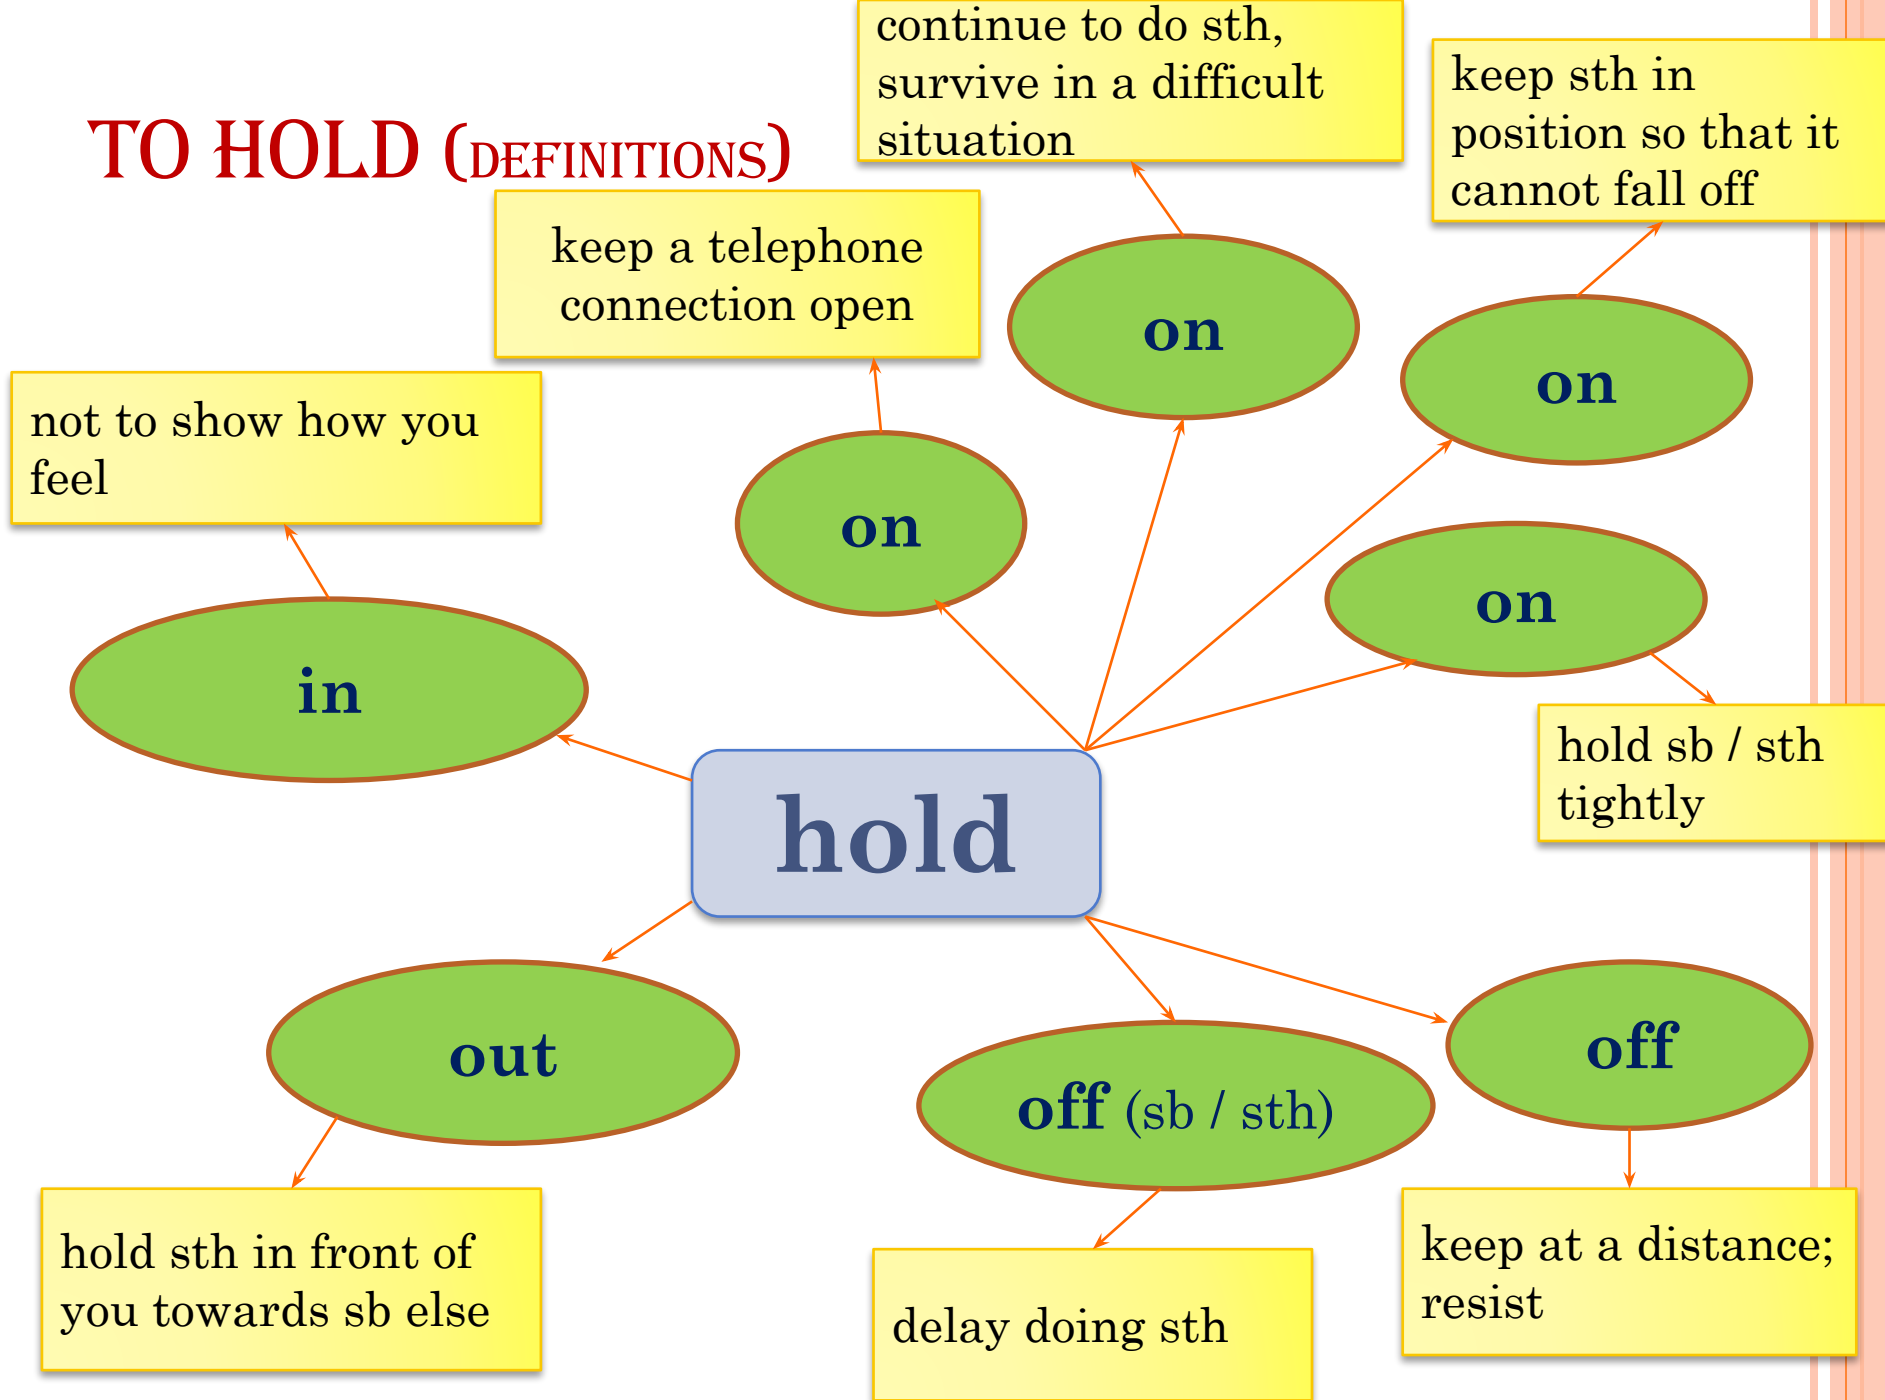 TO HOLD (DEFINITIONS)
continue to do sth,
survive in a difficult
situation
keep sth in
position so that it
cannot fall off
keep a telephone
connection open
on
on
not to show how you
feel
on
on
in
hold sb / sth
tightly
hold
out
off (sb / sth)
off
hold sth in front of
you towards sb else
delay doing sth
keep at a distance;
resist